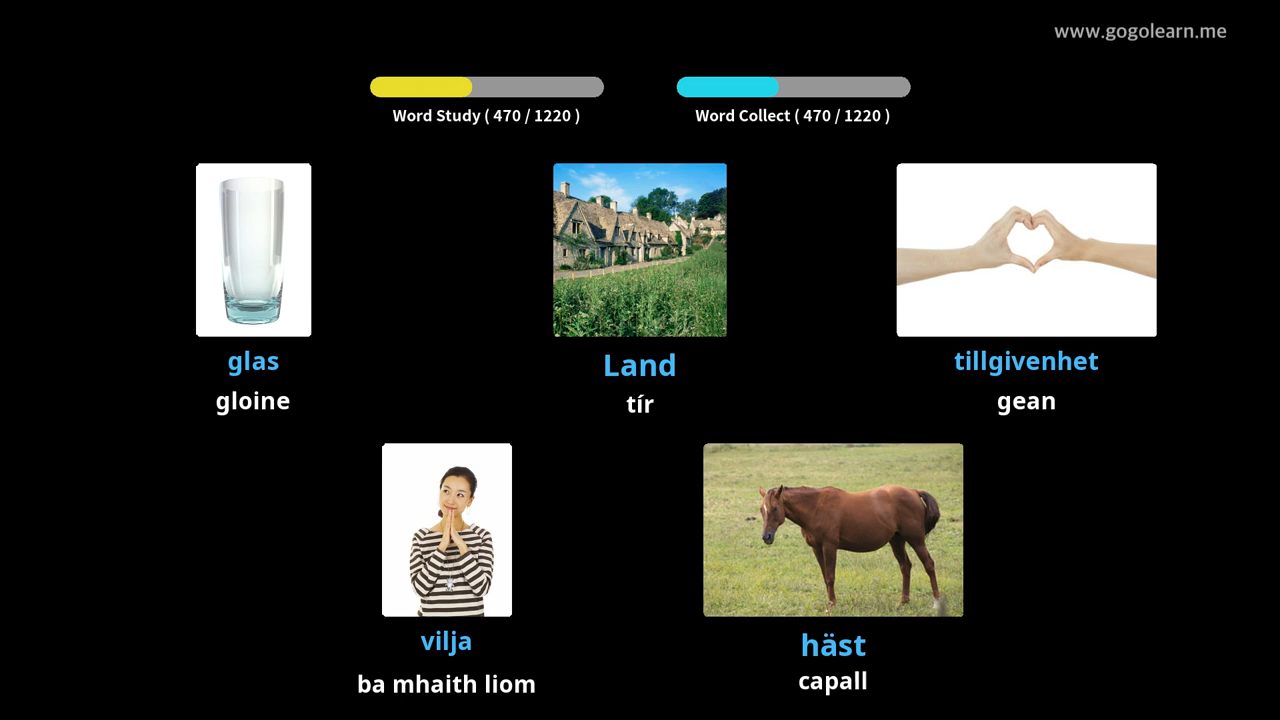 www.gogolearn.me
Word Study ( 470 / 1220 )
Word Collect ( 470 / 1220 )
glas
gloine
Land
tír
tillgivenhet
gean
vilja
ba mhaith liom
häst
capall